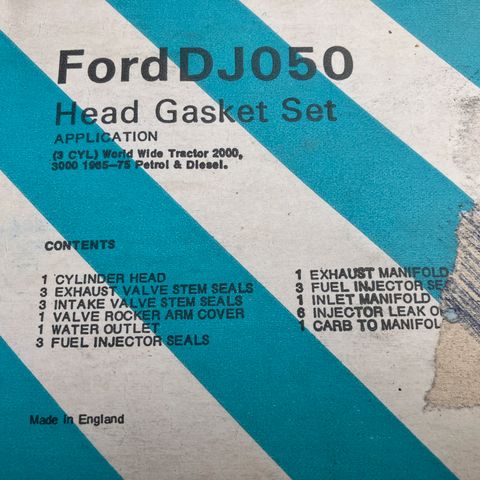 Ford DJ050
Head Gasket Set
APPLICATION
(3 CYL) World Wide Tractor 2000,
3000 1965–75 Petrol & Diesel.
CONTENTS
1 CYLINDER HEAD
3 EXHAUST VALVE STEM SEALS
3 INTAKE VALVE STEM SEALS
1 VALVE ROCKER ARM COVER
1 WATER OUTLET
3 FUEL INJECTOR SEALS
1 EXHAUST MANIFOLD
3 FUEL INJECTOR
1 INLET MANIFOLD
6 INJECTOR LEAK
1 CARB TO
Made in England